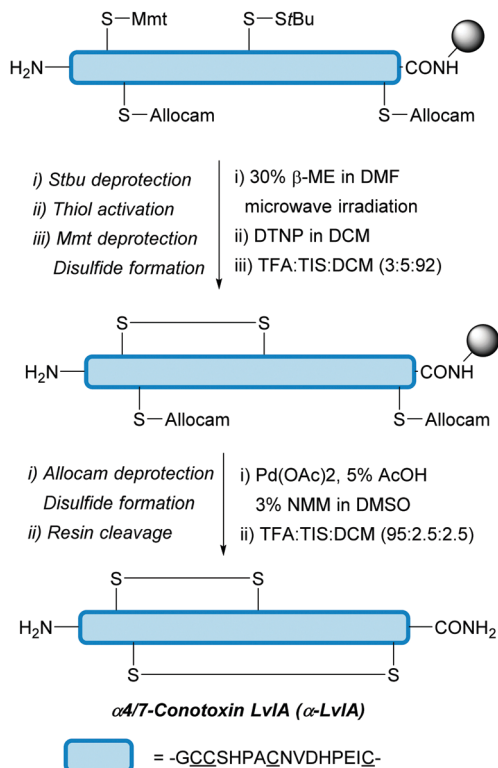 S—Mmt
S—StBu
H₂N—
CONH
S—Allocam
S—Allocam
i) Stbu deprotection
ii) Thiol activation
iii) Mmt deprotection
Disulfide formation
i) 30% β-ME in DMF
microwave irradiation
ii) DTNP in DCM
iii) TFA:TIS:DCM (3:5:92)
S
S
H₂N—
CONH
S—Allocam
S—Allocam
i) Allocam deprotection
Disulfide formation
ii) Resin cleavage
i) Pd(OAc)2, 5% AcOH
3% NMM in DMSO
ii) TFA:TIS:DCM (95:2.5:2.5)
S
S
H₂N—
—CONH₂
S
S
α4/7-Conotoxin LvIA (α-LvIA)
= -GCCSHPACNVDHPEIC-